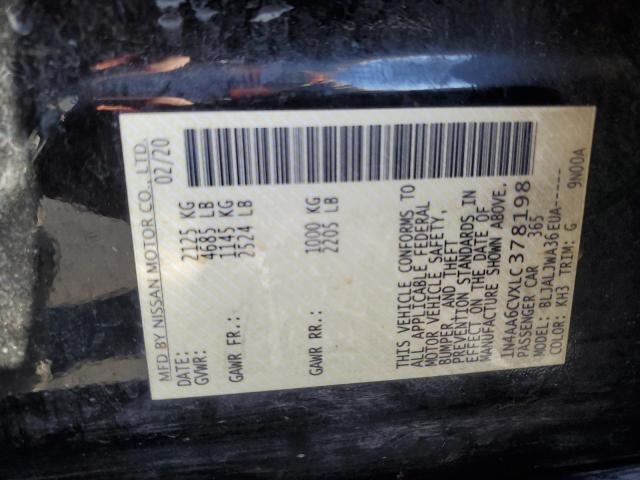 MFD BY NISSAN MOTOR CO., LTD.
DATE: 02/20
GVWR: 2125 KG
4685 LB
GAWR FR.: 1145 KG
2524 LB
GAWR RR.: 1000 KG
2205 LB
THIS VEHICLE CONFORMS TO
ALL APPLICABLE FEDERAL
MOTOR VEHICLE SAFETY,
BUMPER, AND THEFT
PREVENTION STANDARDS IN
EFFECT ON THE DATE OF
MANUFACTURE SHOWN ABOVE.
1N4AA6CVXLC378198
PASSENGER CAR 365
MODEL: BLJALJWA36EUA-----
COLOR: KH3 TRIM: G 9N00A